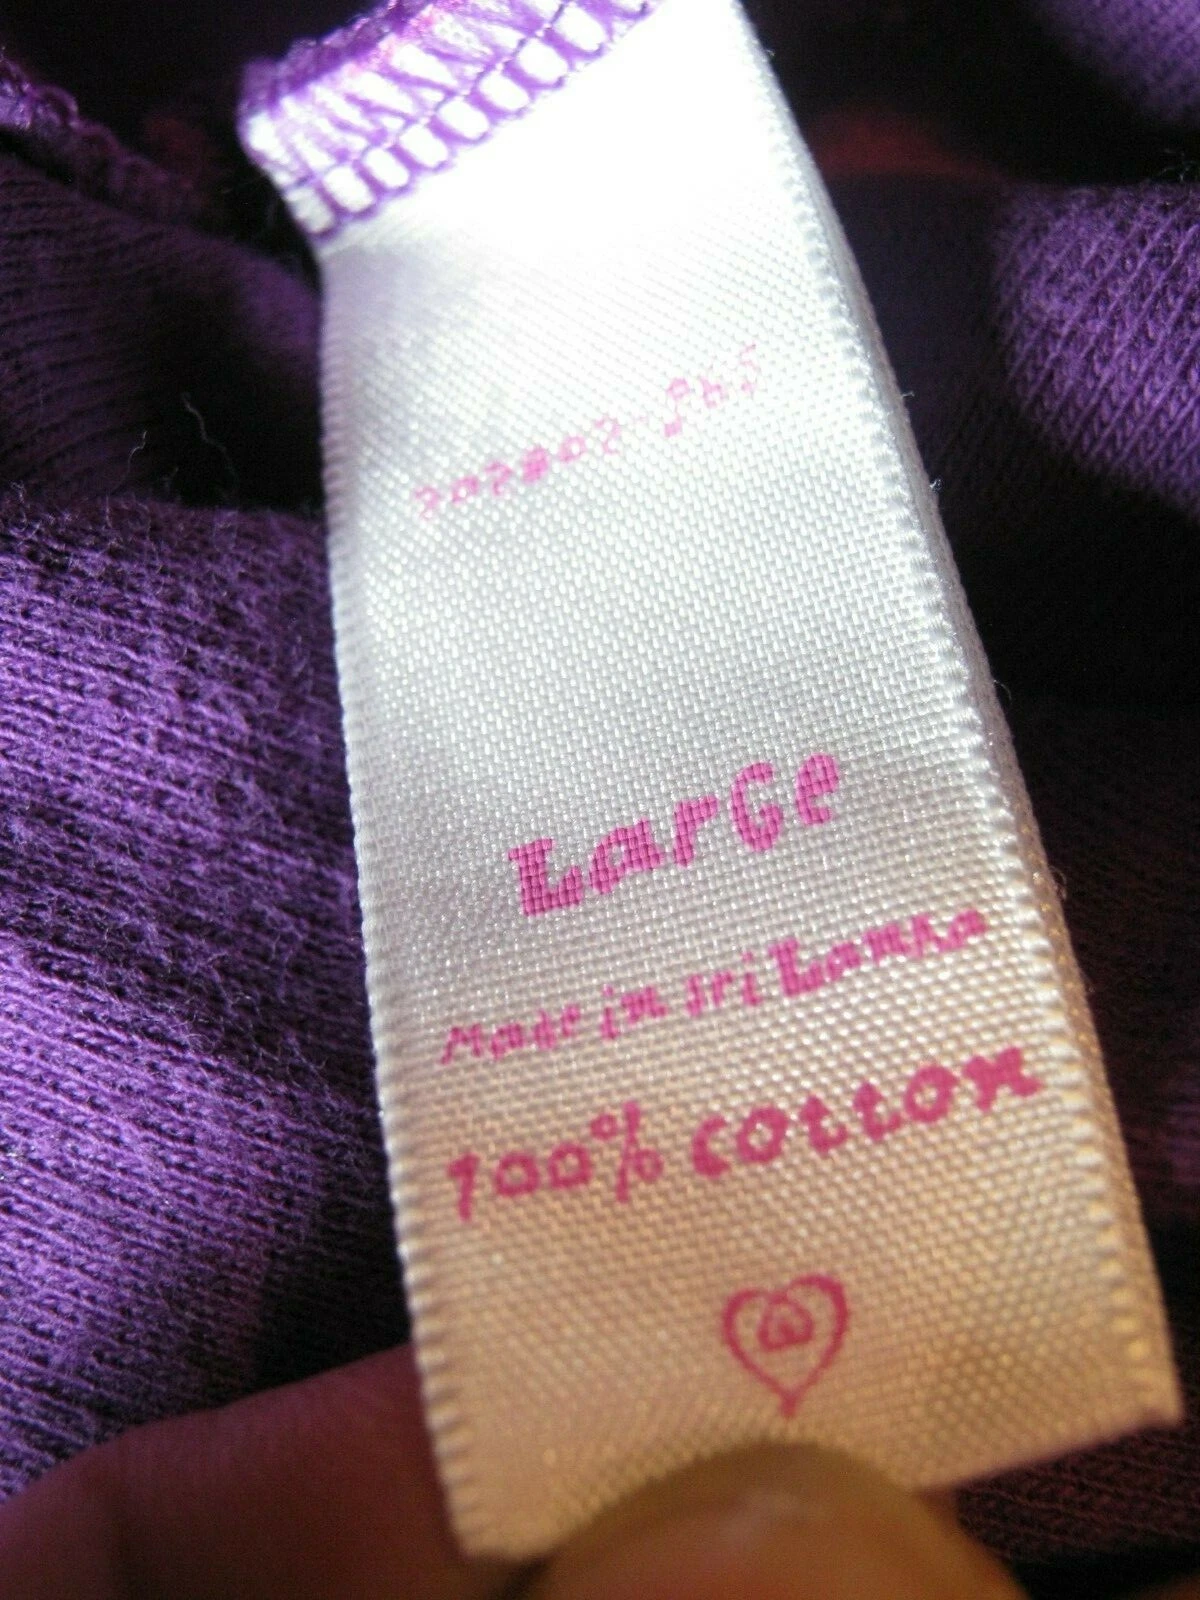 LarGe
Made in sri Lanka
100% cotton